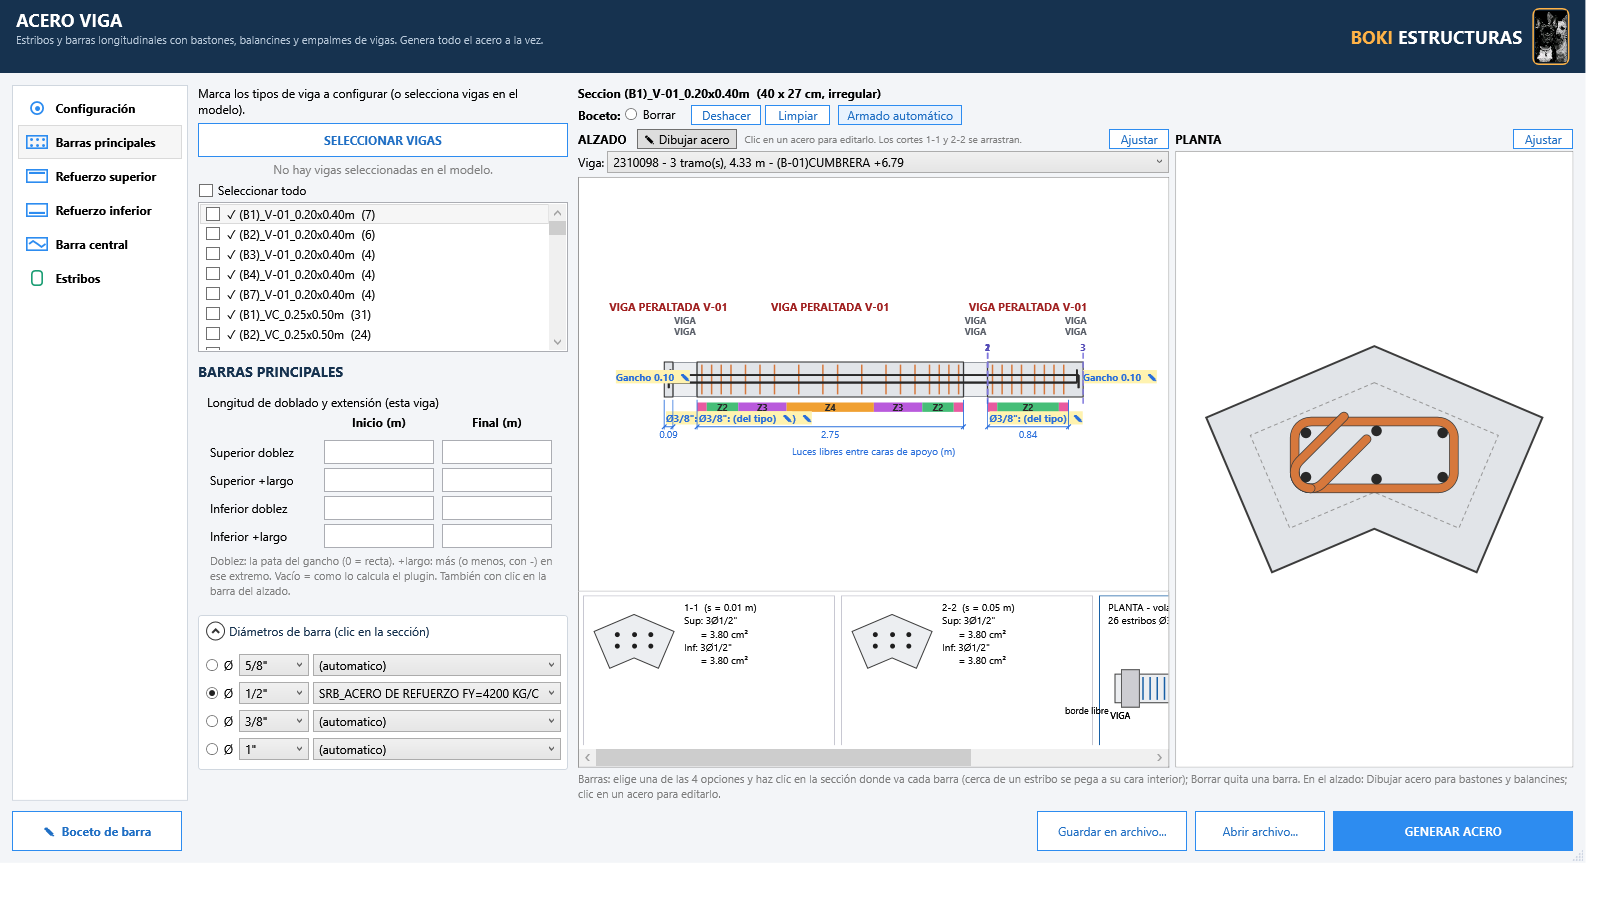 ACERO VIGA
Estribos y barras longitudinales con bastones, balancines y empalmes de vigas. Genera todo el acero a la vez.
BOKI ESTRUCTURAS
Configuración
Barras principales
Refuerzo superior
Refuerzo inferior
Barra central
Estribos
Boceto de barra
Marca los tipos de viga a configurar (o selecciona vigas en el
modelo).
SELECCIONAR VIGAS
No hay vigas seleccionadas en el modelo.
Seleccionar todo
✓ (B1)_V-01_0.20x0.40m (7)
✓ (B2)_V-01_0.20x0.40m (6)
✓ (B3)_V-01_0.20x0.40m (4)
✓ (B4)_V-01_0.20x0.40m (4)
✓ (B7)_V-01_0.20x0.40m (4)
✓ (B1)_VC_0.25x0.50m (31)
✓ (B2)_VC_0.25x0.50m (24)
BARRAS PRINCIPALES
Longitud de doblado y extensión (esta viga)
Inicio (m) Final (m)
Superior doblez
Superior +largo
Inferior doblez
Inferior +largo
Doblez: la pata del gancho (0 = recta). +largo: más (o menos, con -) en
ese extremo. Vacío = como lo calcula el plugin. También con clic en la
barra del alzado.
Diámetros de barra (clic en la sección)
Ø 5/8" (automatico)
Ø 1/2" SRB_ACERO DE REFUERZO FY=4200 KG/C
Ø 3/8" (automatico)
Ø 1" (automatico)
Seccion (B1)_V-01_0.20x0.40m (40 x 27 cm, irregular)
Boceto: Borrar Deshacer Limpiar Armado automático
ALZADO Dibujar acero Clic en un acero para editarlo. Los cortes 1-1 y 2-2 se arrastran. Ajustar
Viga: 2310098 - 3 tramo(s), 4.33 m - (B-01)CUMBRERA +6.79
VIGA PERALTADA V-01 VIGA PERALTADA V-01 VIGA PERALTADA V-01
VIGA VIGA VIGA
VIGA VIGA VIGA
3
Gancho 0.10 Gancho 0.10
Z2 Z3 Z4 Z3 Z2 Z2
Ø3/8": Ø3/8": (del tipo) Ø3/8": (del tipo)
0.09 2.75 0.84
Luces libres entre caras de apoyo (m)
1-1 (s = 0.01 m)
Sup: 3Ø1/2"
= 3.80 cm²
Inf: 3Ø1/2"
= 3.80 cm²
2-2 (s = 0.05 m)
Sup: 3Ø1/2"
= 3.80 cm²
Inf: 3Ø1/2"
= 3.80 cm²
PLANTA - vola
26 estribos Ø3
borde libre
VIGA
PLANTA Ajustar
Barras: elige una de las 4 opciones y haz clic en la sección donde va cada barra (cerca de un estribo se pega a su cara interior); Borrar quita una barra. En el alzado: Dibujar acero para bastones y balancines;
clic en un acero para editarlo.
Guardar en archivo... Abrir archivo... GENERAR ACERO